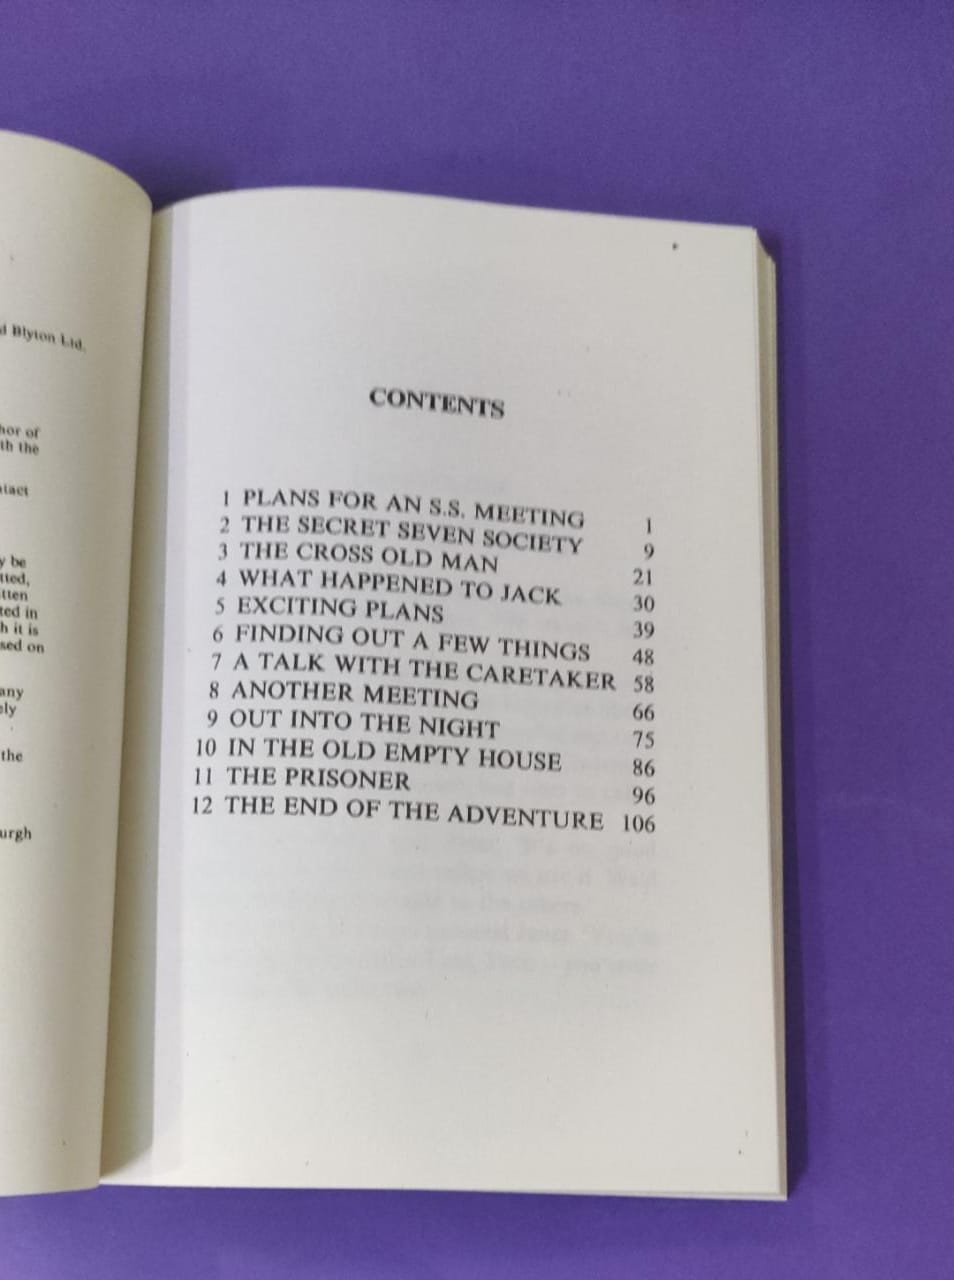 d Blyton Ltd.
hor of
th the
ntact
y be
tted,
tten
ted in
h it is
sed on
any
ely
the
urgh
CONTENTS
1 PLANS FOR AN S.S. MEETING 1
2 THE SECRET SEVEN SOCIETY 9
3 THE CROSS OLD MAN 21
4 WHAT HAPPENED TO JACK 30
5 EXCITING PLANS 39
6 FINDING OUT A FEW THINGS 48
7 A TALK WITH THE CARETAKER 58
8 ANOTHER MEETING 66
9 OUT INTO THE NIGHT 75
10 IN THE OLD EMPTY HOUSE 86
11 THE PRISONER 96
12 THE END OF THE ADVENTURE 106